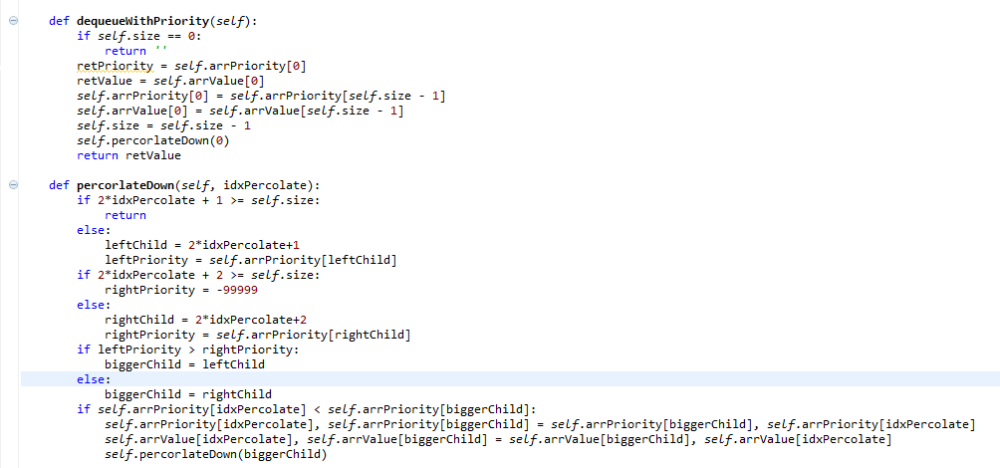 def dequeueWithPriority(self):
    if self.size == 0:
        return ''
    retPriority = self.arrPriority[0]
    retValue = self.arrValue[0]
    self.arrPriority[0] = self.arrPriority[self.size - 1]
    self.arrValue[0] = self.arrValue[self.size - 1]
    self.size = self.size - 1
    self.percorlateDown(0)
    return retValue

def percorlateDown(self, idxPercolate):
    if 2*idxPercolate + 1 >= self.size:
        return
    else:
        leftChild = 2*idxPercolate+1
        leftPriority = self.arrPriority[leftChild]
    if 2*idxPercolate + 2 >= self.size:
        rightPriority = -99999
    else:
        rightChild = 2*idxPercolate+2
        rightPriority = self.arrPriority[rightChild]
    if leftPriority > rightPriority:
        biggerChild = leftChild
    else:
        biggerChild = rightChild
    if self.arrPriority[idxPercolate] < self.arrPriority[biggerChild]:
        self.arrPriority[idxPercolate], self.arrPriority[biggerChild] = self.arrPriority[biggerChild], self.arrPriority[idxPercolate]
        self.arrValue[idxPercolate], self.arrValue[biggerChild] = self.arrValue[biggerChild], self.arrValue[idxPercolate]
        self.percorlateDown(biggerChild)